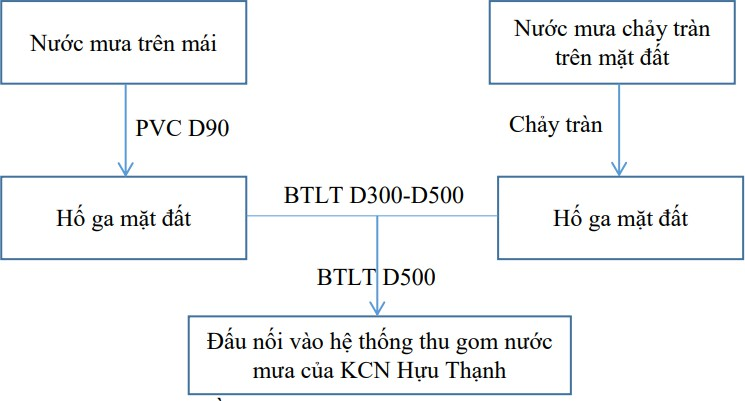 Nước mưa trên mái
Nước mưa chảy tràn
trên mặt đất
PVC D90
Chảy tràn
Hố ga mặt đất
BTLT D300-D500
Hố ga mặt đất
BTLT D500
Đấu nối vào hệ thống thu gom nước
mưa của KCN Hựu Thạnh